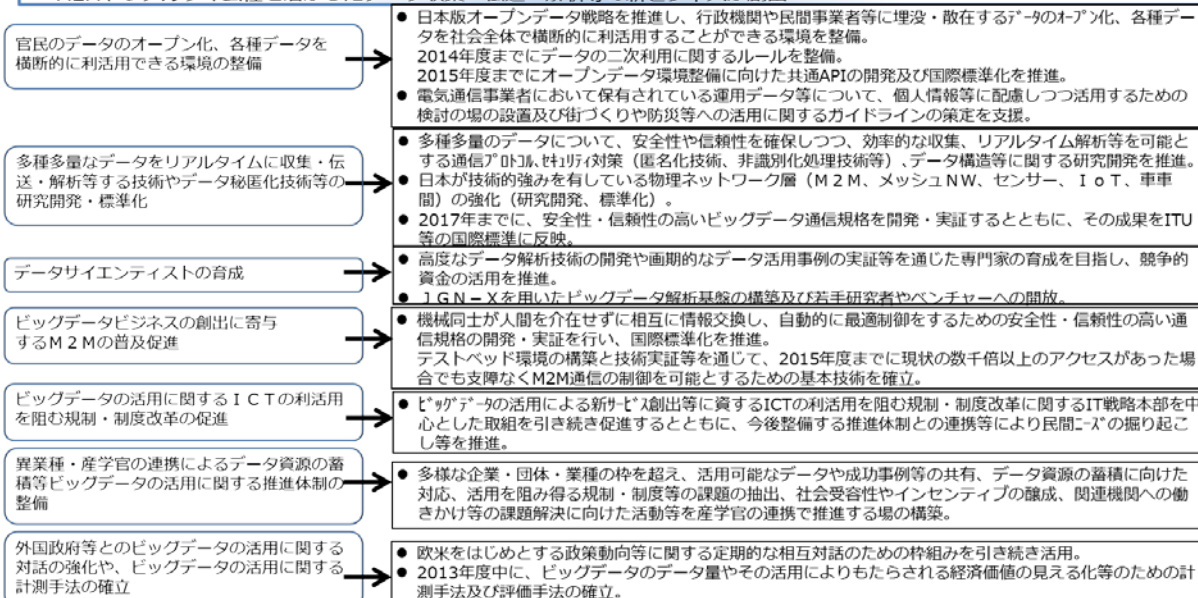 官民のデータのオープン化、各種データを
横断的に利活用できる環境の整備
● 日本版オープンデータ戦略を推進し、行政機関や民間事業者等に埋没・散在するﾃﾞｰﾀのｵｰﾌﾟﾝ化、各種デー
タを社会全体で横断的に利活用することができる環境を整備。
2014年度までにデータの二次利用に関するルールを整備。
2015年度までにオープンデータ環境整備に向けた共通APIの開発及び国際標準化を推進。
● 電気通信事業者において保有されている運用データ等について、個人情報等に配慮しつつ活用するための
検討の場の設置及び街づくりや防災等への活用に関するガイドラインの策定を支援。
多種多量なデータをリアルタイムに収集・伝
送・解析等する技術やデータ秘匿化技術等の
研究開発・標準化
● 多種多量のデータについて、安全性や信頼性を確保しつつ、効率的な収集、リアルタイム解析等を可能と
する通信ﾌﾟﾛﾄｺﾙ、ｾｷｭﾘﾃｨ対策（匿名化技術、非識別化処理技術等）、データ構造等に関する研究開発を推進。
● 日本が技術的強みを有している物理ネットワーク層（Ｍ２Ｍ、メッシュNW、センサー、ＩｏＴ、車車
間）の強化（研究開発、標準化）。
● 2017年までに、安全性・信頼性の高いビッグデータ通信規格を開発・実証するとともに、その成果をITU
等の国際標準に反映。
データサイエンティストの育成
● 高度なデータ解析技術の開発や画期的なデータ活用事例の実証等を通じた専門家の育成を目指し、競争的
資金の活用を推進。
● ＪＧＮ－Ｘを用いたビッグデータ解析基盤の構築及び若手研究者やベンチャーへの開放。
ビッグデータビジネスの創出に寄与
するＭ２Ｍの普及促進
● 機械同士が人間を介在せずに相互に情報交換し、自動的に最適制御をするための安全性・信頼性の高い通
信規格の開発・実証を行い、国際標準化を推進。
テストベッド環境の構築と技術実証等を通じて、2015年度までに現状の数千倍以上のアクセスがあった場
合でも支障なくM2M通信の制御を可能とするための基本技術を確立。
ビッグデータの活用に関するＩＣＴの利活用
を阻む規制・制度改革の促進
● ﾋﾞｯｸﾞﾃﾞｰﾀの活用による新ｻｰﾋﾞｽ創出等に資するICTの利活用を阻む規制・制度改革に関するIT戦略本部を中
心とした取組を引き続き促進するとともに、今後整備する推進体制との連携等により民間ﾆｰｽﾞの掘り起こ
し等を推進。
異業種・産学官の連携によるデータ資源の蓄
積等ビッグデータの活用に関する推進体制の
整備
● 多様な企業・団体・業種の枠を超え、活用可能なデータや成功事例等の共有、データ資源の蓄積に向けた
対応、活用を阻み得る規制・制度等の課題の抽出、社会受容性やインセンティブの醸成、関連機関への働
きかけ等の課題解決に向けた活動等を産学官の連携で推進する場の構築。
外国政府等とのビッグデータの活用に関する
対話の強化や、ビッグデータの活用に関する
計測手法の確立
● 欧米をはじめとする政策動向等に関する定期的な相互対話のための枠組みを引き続き活用。
● 2013年度中に、ビッグデータのデータ量やその活用によりもたらされる経済価値の見える化等のための計
測手法及び評価手法の確立。